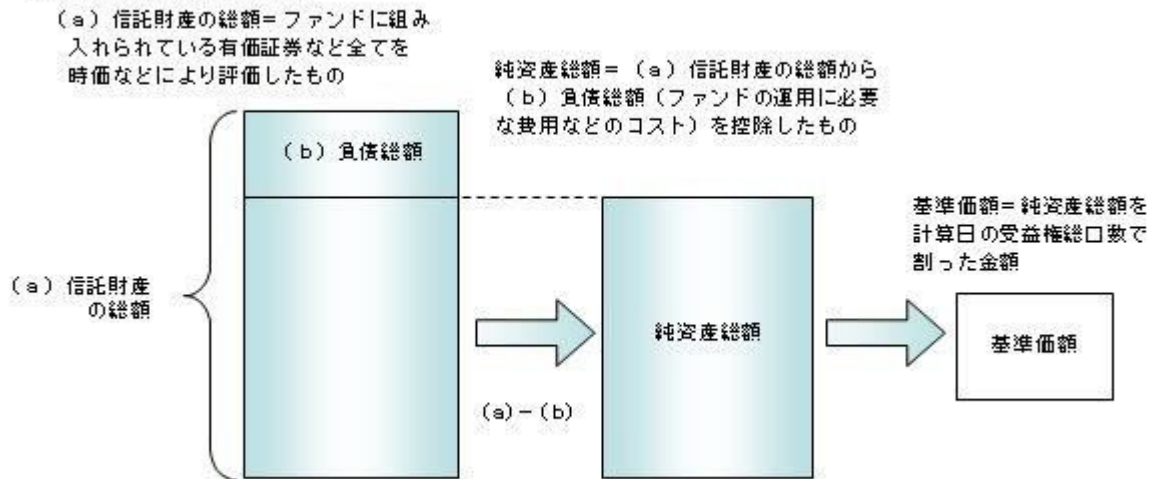 (a) 信託財産の総額=ファンドに組み
入れられている有価証券など全てを
時価などにより評価したもの
純資産総額=(a)信託財産の総額から
(b)負債総額(ファンドの運用に必要
な費用などのコスト)を控除したもの
(b)負債総額
基準価額=純資産総額を
計算日の受益権総口数で
割った金額
(a)信託財産
の総額
純資産総額
基準価額
(a)-(b)